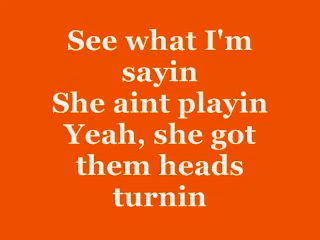 See what I'm
sayin
She aint playin
Yeah, she got
them heads
turnin